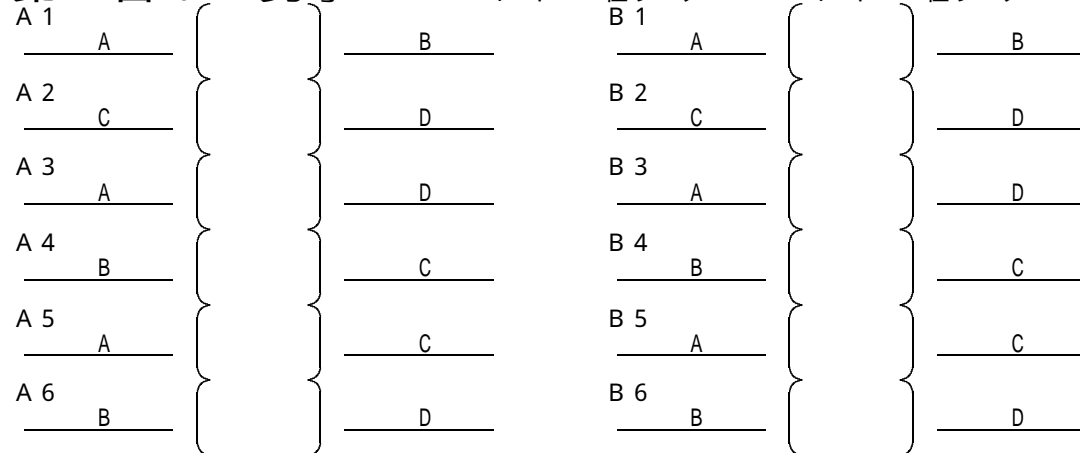 A 1 A B B 1 A B
A 2 C D B 2 C D
A 3 A D B 3 A D
A 4 B C B 4 B C
A 5 A C B 5 A C
A 6 B D B 6 B D